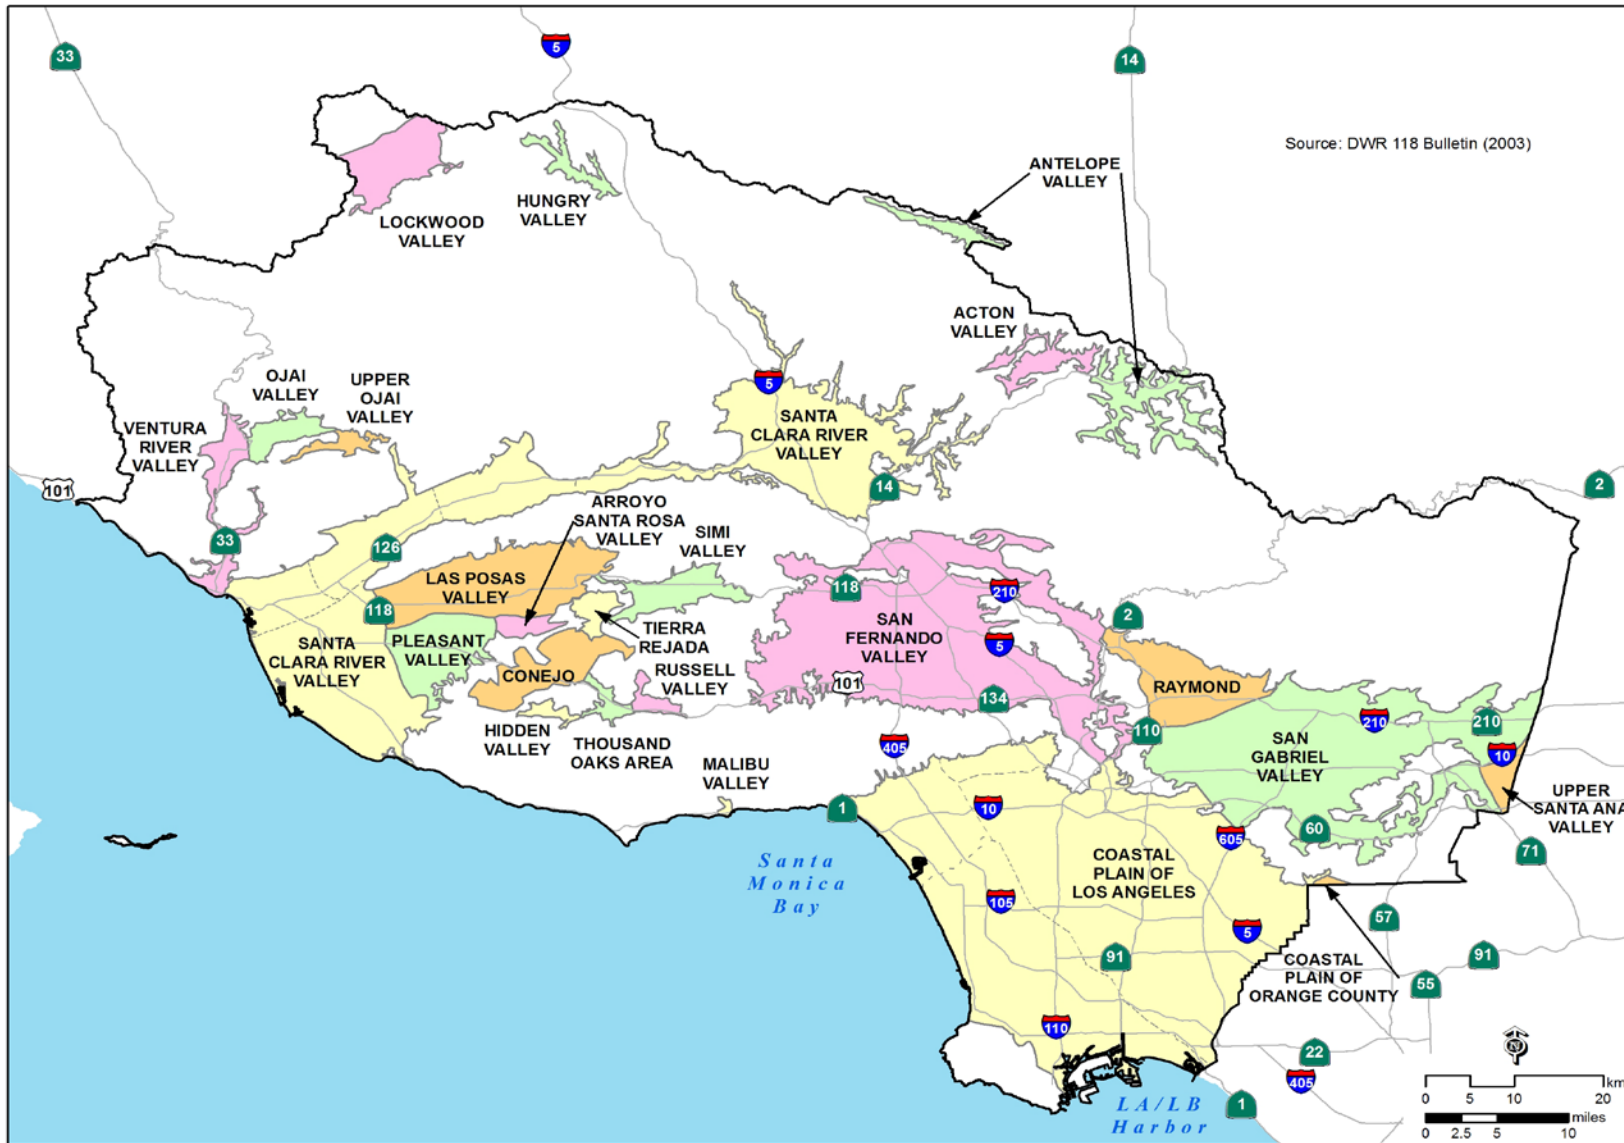 33
5
14
Source: DWR 118 Bulletin (2003)
ANTELOPE
VALLEY
LOCKWOOD
VALLEY
HUNGRY
VALLEY
ACTON
VALLEY
OJAI
VALLEY
UPPER
OJAI
VALLEY
VENTURA
RIVER
VALLEY
5
SANTA
CLARA RIVER
VALLEY
14
101
2
33
126
ARROYO
SANTA ROSA
VALLEY
SIMI
VALLEY
LAS POSAS
VALLEY
118
118
210
2
SANTA
CLARA RIVER
VALLEY
PLEASANT
VALLEY
TIERRA
REJADA
SAN
FERNANDO
VALLEY
5
CONEJO
RUSSELL
VALLEY
101
134
RAYMOND
HIDDEN
VALLEY
THOUSAND
OAKS AREA
405
110
210
210
SAN
GABRIEL
VALLEY
10
MALIBU
VALLEY
1
10
605
60
UPPER
SANTA ANA
VALLEY
71
Santa
Monica
Bay
COASTAL
PLAIN OF
LOS ANGELES
105
5
57
91
91
COASTAL
PLAIN OF
ORANGE COUNTY
55
110
22
405
LA/LB
Harbor
1
N
km
0 5 10 20
miles
0 2.5 5 10